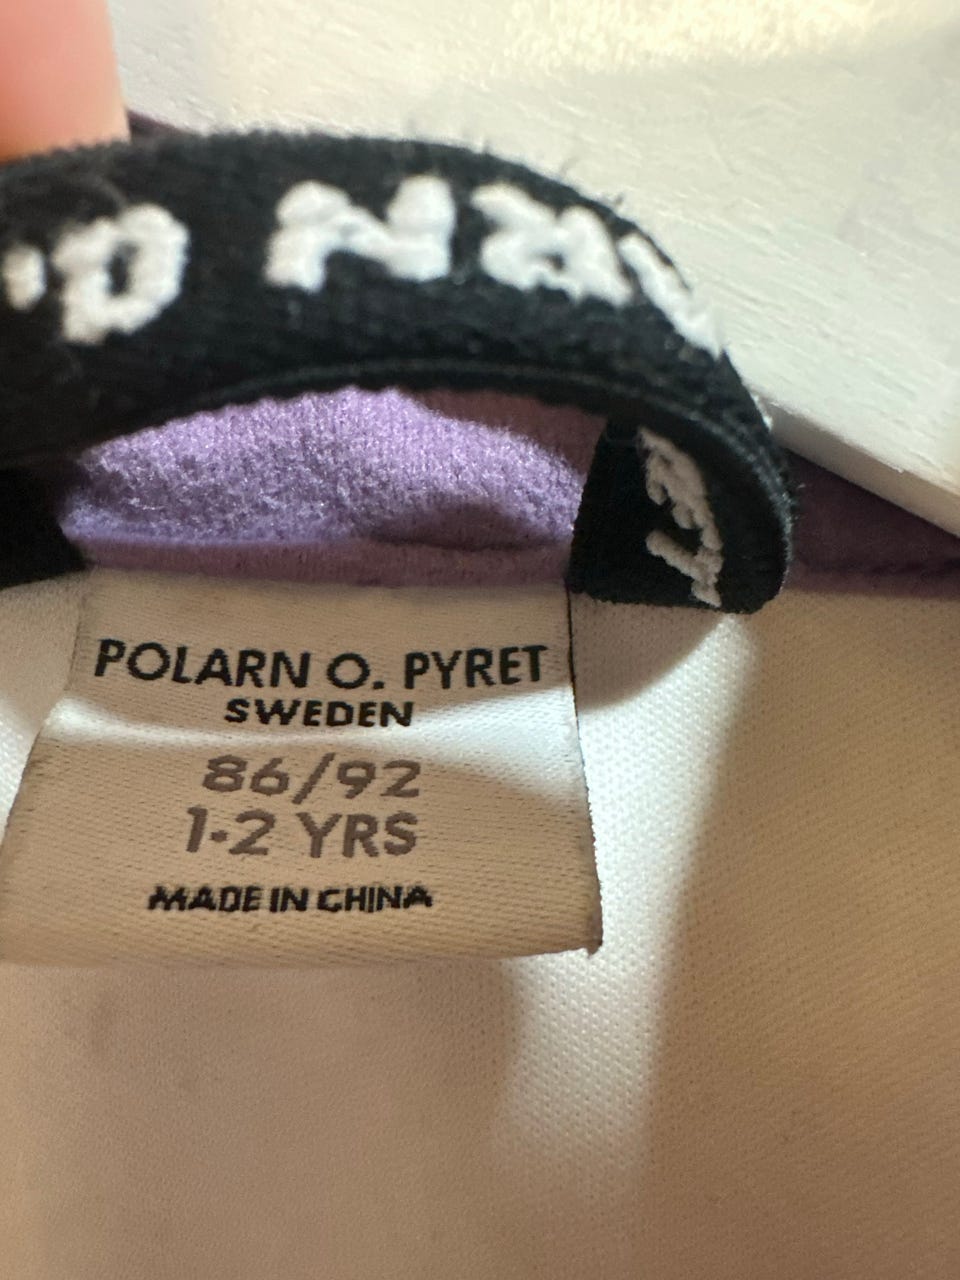 POLARN O. PYRET
SWEDEN
86/92
1-2 YRS
MADE IN CHINA